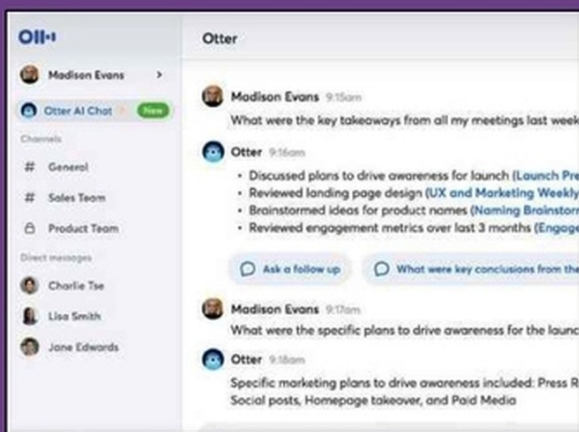 Otter
Madison Evans >
Otter AI Chat New
Channels
# General
# Sales Team
Product Team
Direct messages
Charlie Tse
Lisa Smith
Jane Edwards
Otter
Madison Evans 9:15am
What were the key takeaways from all my meetings last week
Otter 9:16am
• Discussed plans to drive awareness for launch (Launch Pre
• Reviewed landing page design (UX and Marketing Weekly
• Brainstormed ideas for product names (Naming Brainstorm
• Reviewed engagement metrics over last 3 months (Engage
Ask a follow up
What were key conclusions from the
Madison Evans 9:17am
What were the specific plans to drive awareness for the launc
Otter 9:18am
Specific marketing plans to drive awareness included: Press R
Social posts, Homepage takeover, and Paid Media